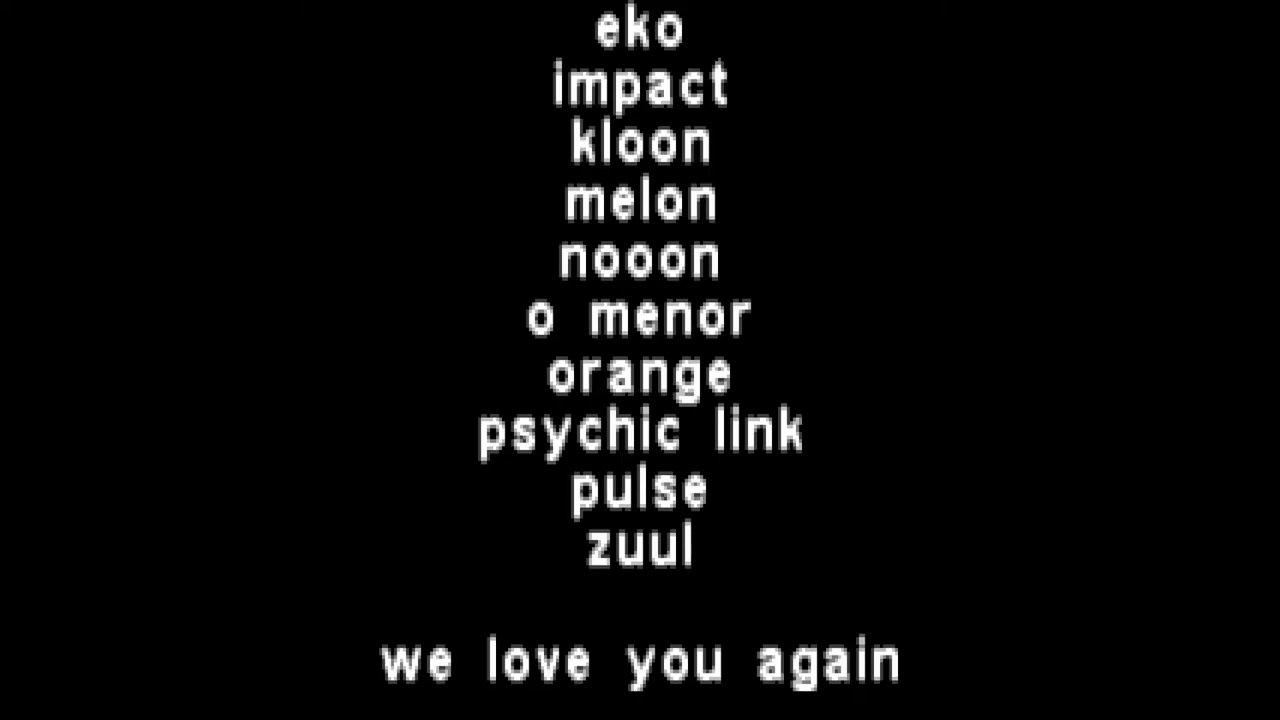 eko
impact
kloon
melon
nooon
o menor
orange
psychic link
pulse
zuul
we love you again